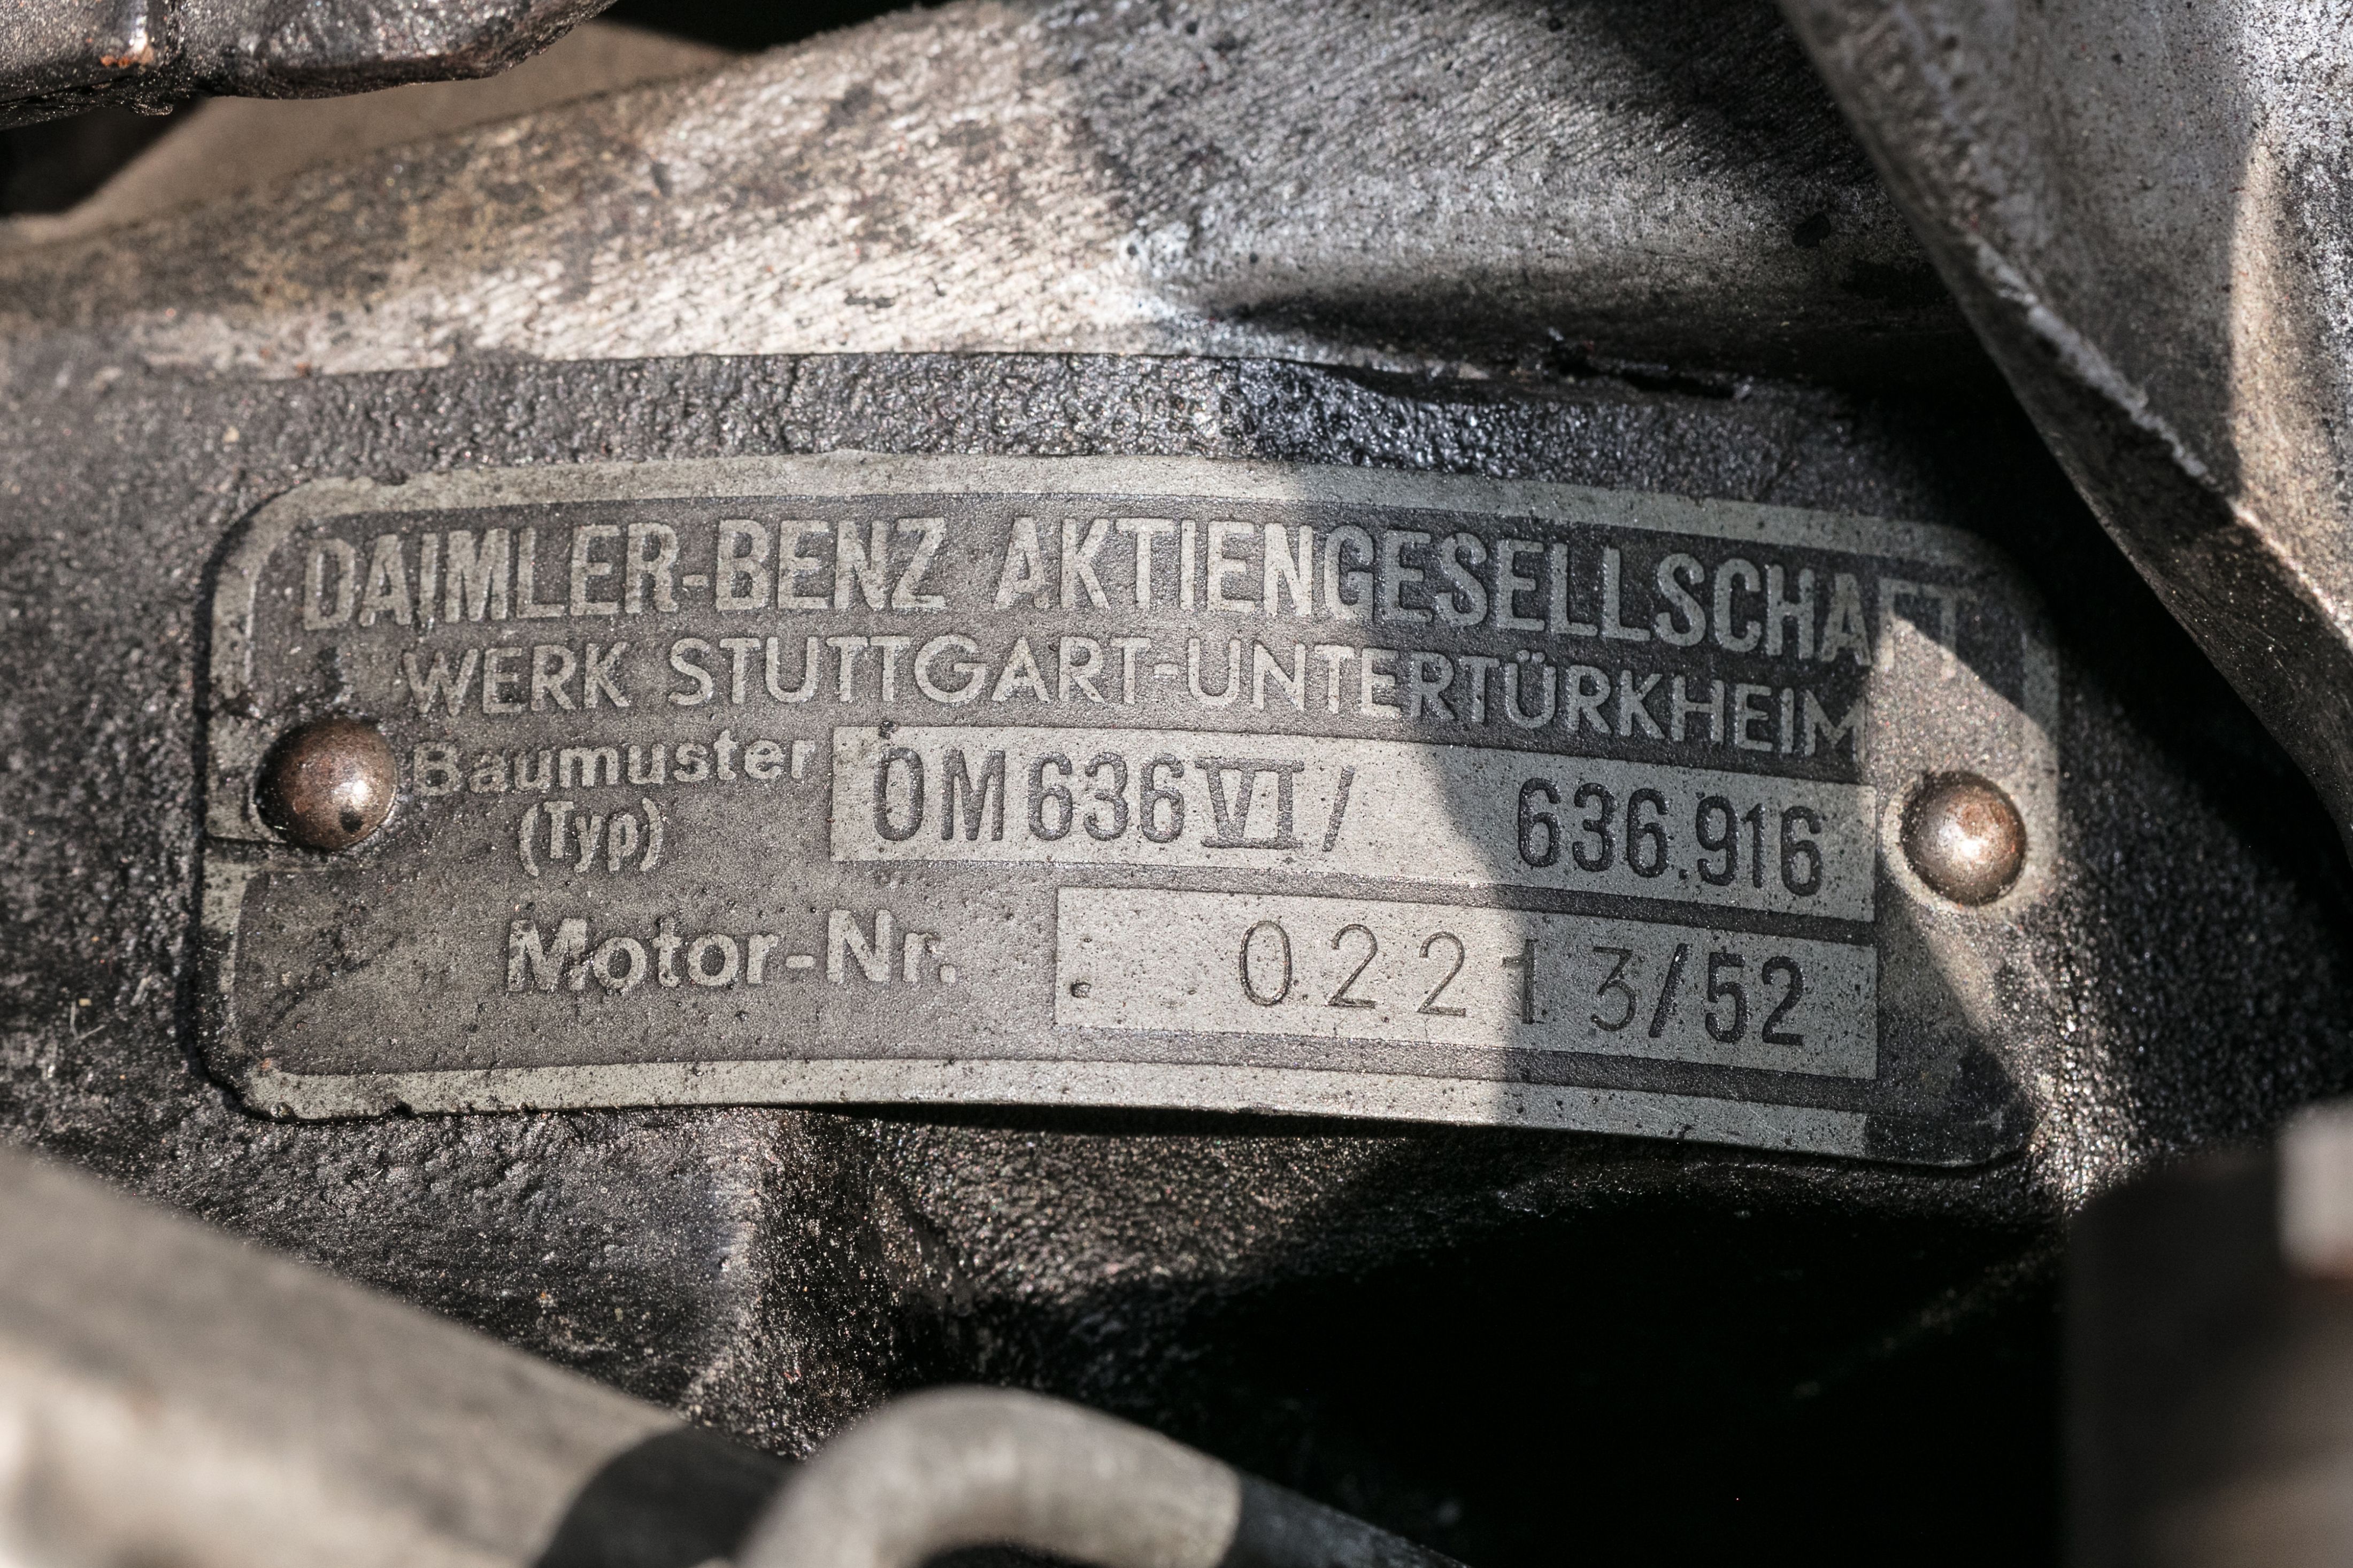 DAIMLER-BENZ AKTIENGESELLSCHAFT
WERK STUTTGART-UNTERTÜRKHEIM
Baumuster OM636VI/ 636.916
(Typ)
Motor-Nr. 02213/52